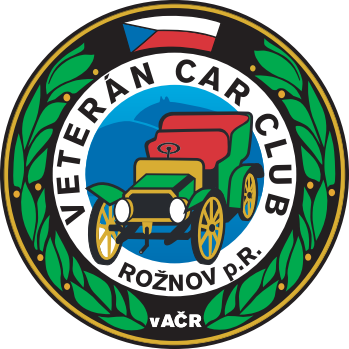 VETERÁN CAR CLUB
ROŽNOV p.R.
vAČR